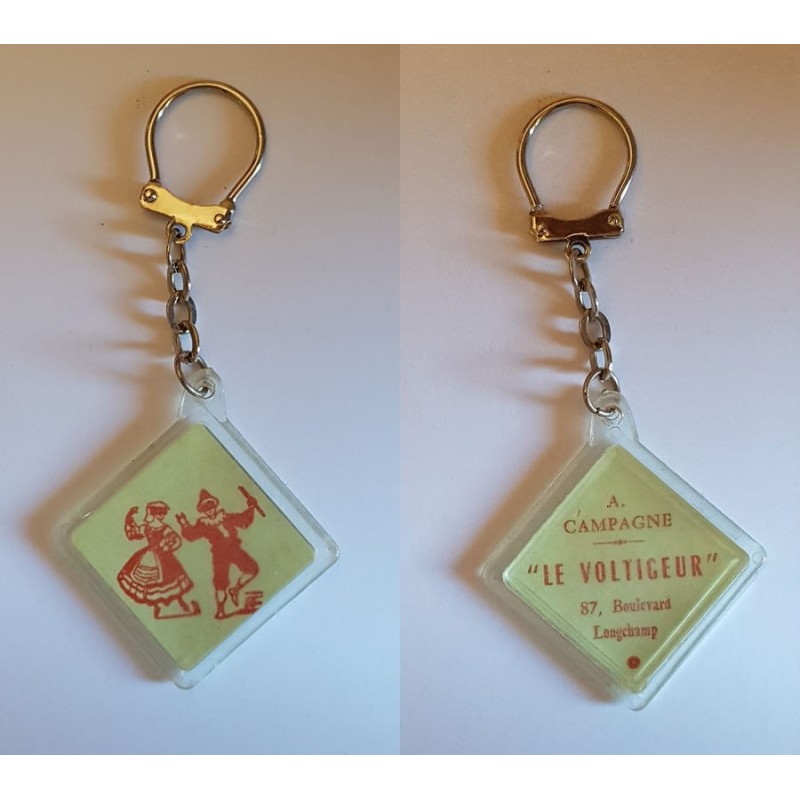 A.
CAMPAGNE
"LE VOLTIGEUR"
87, Boulevard
Longchamp